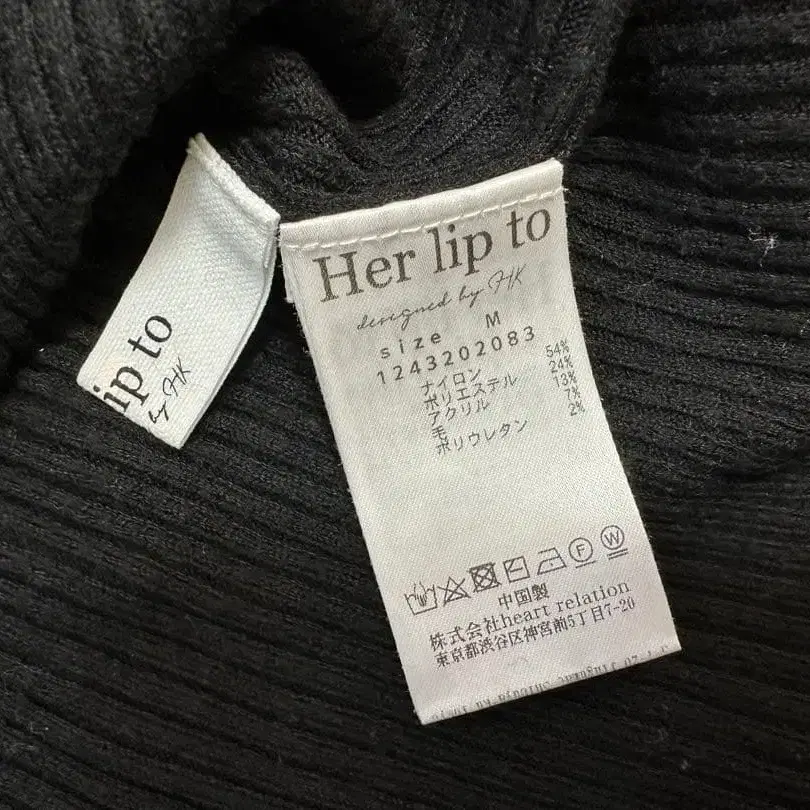 lip to
by HK
Her lip to
designed by HK
size M
1243202083
ナイロン 54%
ポリエステル 24%
アクリル 13%
毛 7%
ポリウレタン 2%
F W
中国製
株式会社heart relation
東京都渋谷区神宮前5丁目7-20